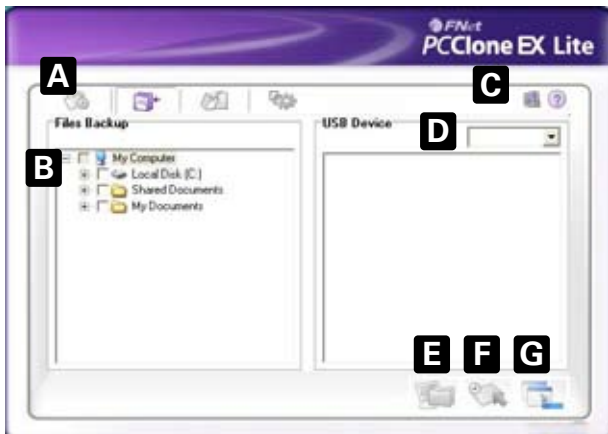 FNet
PCClone EX Lite
A
C
Files Backup
USB Device
D
B
My Computer
Local Disk (C:)
Shared Documents
My Documents
E F G